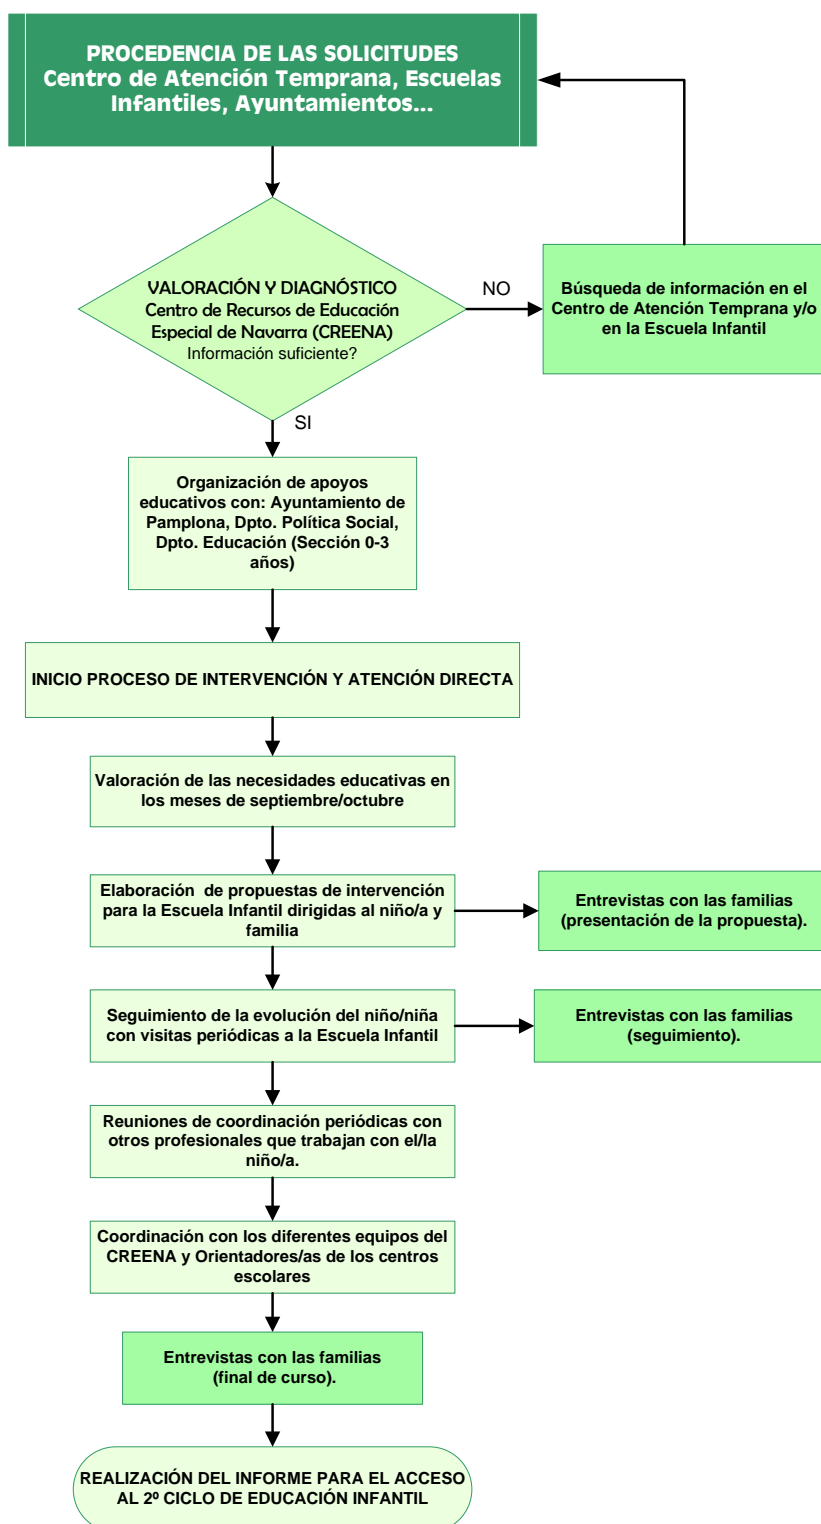 PROCEDENCIA DE LAS SOLICITUDES
Centro de Atención Temprana, Escuelas
Infantiles, Ayuntamientos...
VALORACIÓN Y DIAGNÓSTICO
Centro de Recursos de Educación
Especial de Navarra (CREENA)
Información suficiente?
NO
Búsqueda de información en el
Centro de Atención Temprana y/o
en la Escuela Infantil
SI
Organización de apoyos
educativos con: Ayuntamiento de
Pamplona, Dpto. Política Social,
Dpto. Educación (Sección 0-3
años)
INICIO PROCESO DE INTERVENCIÓN Y ATENCIÓN DIRECTA
Valoración de las necesidades educativas en
los meses de septiembre/octubre
Elaboración de propuestas de intervención
para la Escuela Infantil dirigidas al niño/a y
familia
Entrevistas con las familias
(presentación de la propuesta).
Seguimiento de la evolución del niño/niña
con visitas periódicas a la Escuela Infantil
Entrevistas con las familias
(seguimiento).
Reuniones de coordinación periódicas con
otros profesionales que trabajan con el/la
niño/a.
Coordinación con los diferentes equipos del
CREENA y Orientadores/as de los centros
escolares
Entrevistas con las familias
(final de curso).
REALIZACIÓN DEL INFORME PARA EL ACCESO
AL 2º CICLO DE EDUCACIÓN INFANTIL